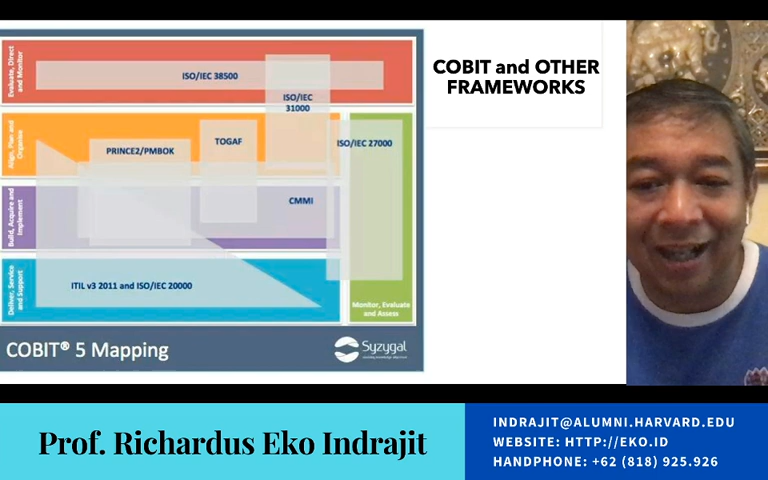 Evaluate, Direct
and Monitor
ISO/IEC 38500
ISO/IEC
31000
Align, Plan and
Organise
PRINCE2/PMBOK
TOGAF
ISO/IEC 27000
Build, Acquire and
Implement
CMMI
Deliver, Service
and Support
ITIL v3 2011 and ISO/IEC 20000
Monitor, Evaluate
and Assess
COBIT® 5 Mapping
Syzygal
COBIT and OTHER
FRAMEWORKS
Prof. Richardus Eko Indrajit
INDRAJIT@ALUMNI.HARVARD.EDU
WEBSITE: HTTP://EKO.ID
HANDPHONE: +62 (818) 925.926